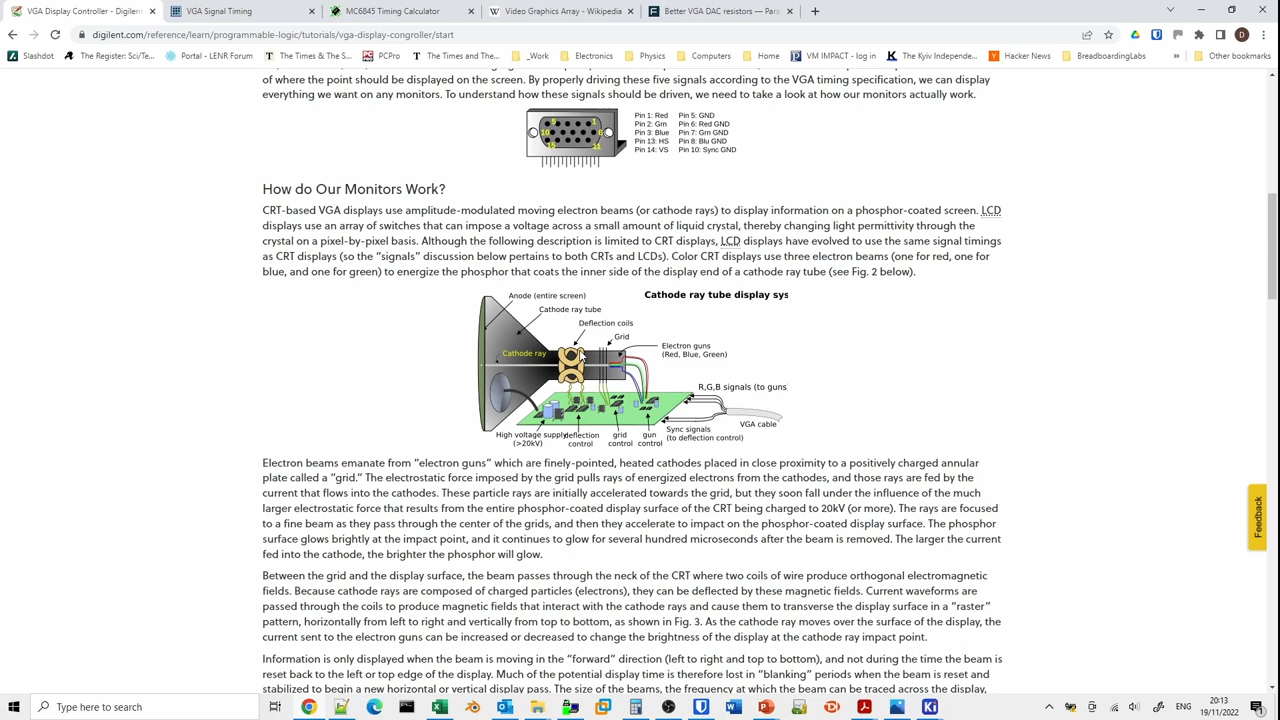 VGA Display Controller - Digilent
VGA Signal Timing
MC6845 Timing Calculator
Video Graphics Array - Wikipedia
Better VGA DAC resistors — Para
digilent.com/reference/learn/programmable-logic/tutorials/vga-display-congroller/start
Slashdot
The Register: Sci/Te...
Portal - LENR Forum
The Times & The S...
PCPro
The Times and The...
_Work
Electronics
Physics
Computers
Home
VM IMPACT - log in
The Kyiv Independe...
Hacker News
BreadboardingLabs
Other bookmarks
of where the point should be displayed on the screen. By properly driving these five signals according to the VGA timing specification, we can display
everything we want on any monitors. To understand how these signals should be driven, we need to take a look at how our monitors actually work.
5 1
10 6
15 11
Pin 1: Red Pin 5: GND
Pin 2: Grn Pin 6: Red GND
Pin 3: Blue Pin 7: Grn GND
Pin 13: HS Pin 8: Blu GND
Pin 14: VS Pin 10: Sync GND
How do Our Monitors Work?
CRT-based VGA displays use amplitude-modulated moving electron beams (or cathode rays) to display information on a phosphor-coated screen. LCD
displays use an array of switches that can impose a voltage across a small amount of liquid crystal, thereby changing light permittivity through the
crystal on a pixel-by-pixel basis. Although the following description is limited to CRT displays, LCD displays have evolved to use the same signal timings
as CRT displays (so the “signals” discussion below pertains to both CRTs and LCDs). Color CRT displays use three electron beams (one for red, one for
blue, and one for green) to energize the phosphor that coats the inner side of the display end of a cathode ray tube (see Fig. 2 below).
Cathode ray tube display sys
Anode (entire screen)
Cathode ray tube
Deflection coils
Grid
Electron guns
(Red, Blue, Green)
Cathode ray
R,G,B signals (to guns
VGA cable
Sync signals
(to deflection control)
High voltage supply
(>20kV)
deflection
control
grid
control
gun
control
Electron beams emanate from “electron guns” which are finely-pointed, heated cathodes placed in close proximity to a positively charged annular
plate called a “grid.” The electrostatic force imposed by the grid pulls rays of energized electrons from the cathodes, and those rays are fed by the
current that flows into the cathodes. These particle rays are initially accelerated towards the grid, but they soon fall under the influence of the much
larger electrostatic force that results from the entire phosphor-coated display surface of the CRT being charged to 20kV (or more). The rays are focused
to a fine beam as they pass through the center of the grids, and then they accelerate to impact on the phosphor-coated display surface. The phosphor
surface glows brightly at the impact point, and it continues to glow for several hundred microseconds after the beam is removed. The larger the current
fed into the cathode, the brighter the phosphor will glow.
Between the grid and the display surface, the beam passes through the neck of the CRT where two coils of wire produce orthogonal electromagnetic
fields. Because cathode rays are composed of charged particles (electrons), they can be deflected by these magnetic fields. Current waveforms are
passed through the coils to produce magnetic fields that interact with the cathode rays and cause them to transverse the display surface in a “raster”
pattern, horizontally from left to right and vertically from top to bottom, as shown in Fig. 3. As the cathode ray moves over the surface of the display, the
current sent to the electron guns can be increased or decreased to change the brightness of the display at the cathode ray impact point.
Information is only displayed when the beam is moving in the “forward” direction (left to right and top to bottom), and not during the time the beam is
reset back to the left or top edge of the display. Much of the potential display time is therefore lost in “blanking” periods when the beam is reset and
stabilized to begin a new horizontal or vertical display pass. The size of the beams, the frequency at which the beam can be traced across the display,
Feedback
Type here to search
ENG
20:13
19/11/2022